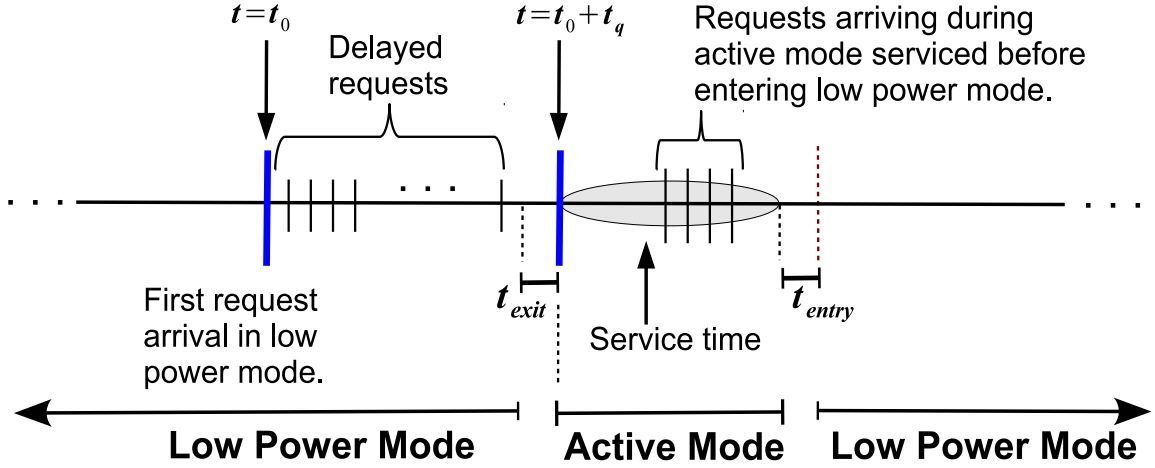 t=t0
t=t0+tq
Delayed
requests
Requests arriving during
active mode serviced before
entering low power mode.
. . .
. . .
. . .
First request
arrival in low
power mode.
texit
Service time
tentry
Low Power Mode
Active Mode
Low Power Mode